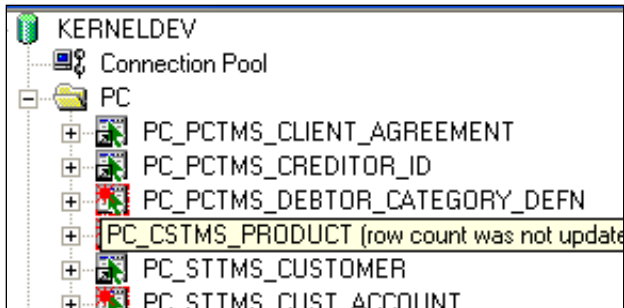 KERNELDEV
Connection Pool
PC
PC_PCTMS_CLIENT_AGREEMENT
PC_PCTMS_CREDITOR_ID
PC_PCTMS_DEBTOR_CATEGORY_DEFN
PC_CSTMS_PRODUCT (row count was not update
PC_STTMS_CUSTOMER
PC_STTMS_CUST_ACCOUNT